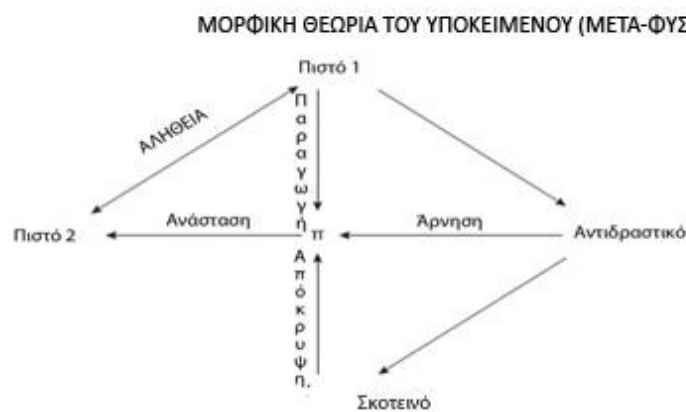 ΜΟΡΦΙΚΗ ΘΕΩΡΙΑ ΤΟΥ ΥΠΟΚΕΙΜΕΝΟΥ (ΜΕΤΑ-ΦΥΣ
Πιστό 1
ΑΛΗΘΕΙΑ
Παραγωγή
Πιστό 2
Ανάσταση
π
Άρνηση
Αντιδραστικό
Απόκρυψη.
Σκοτεινό